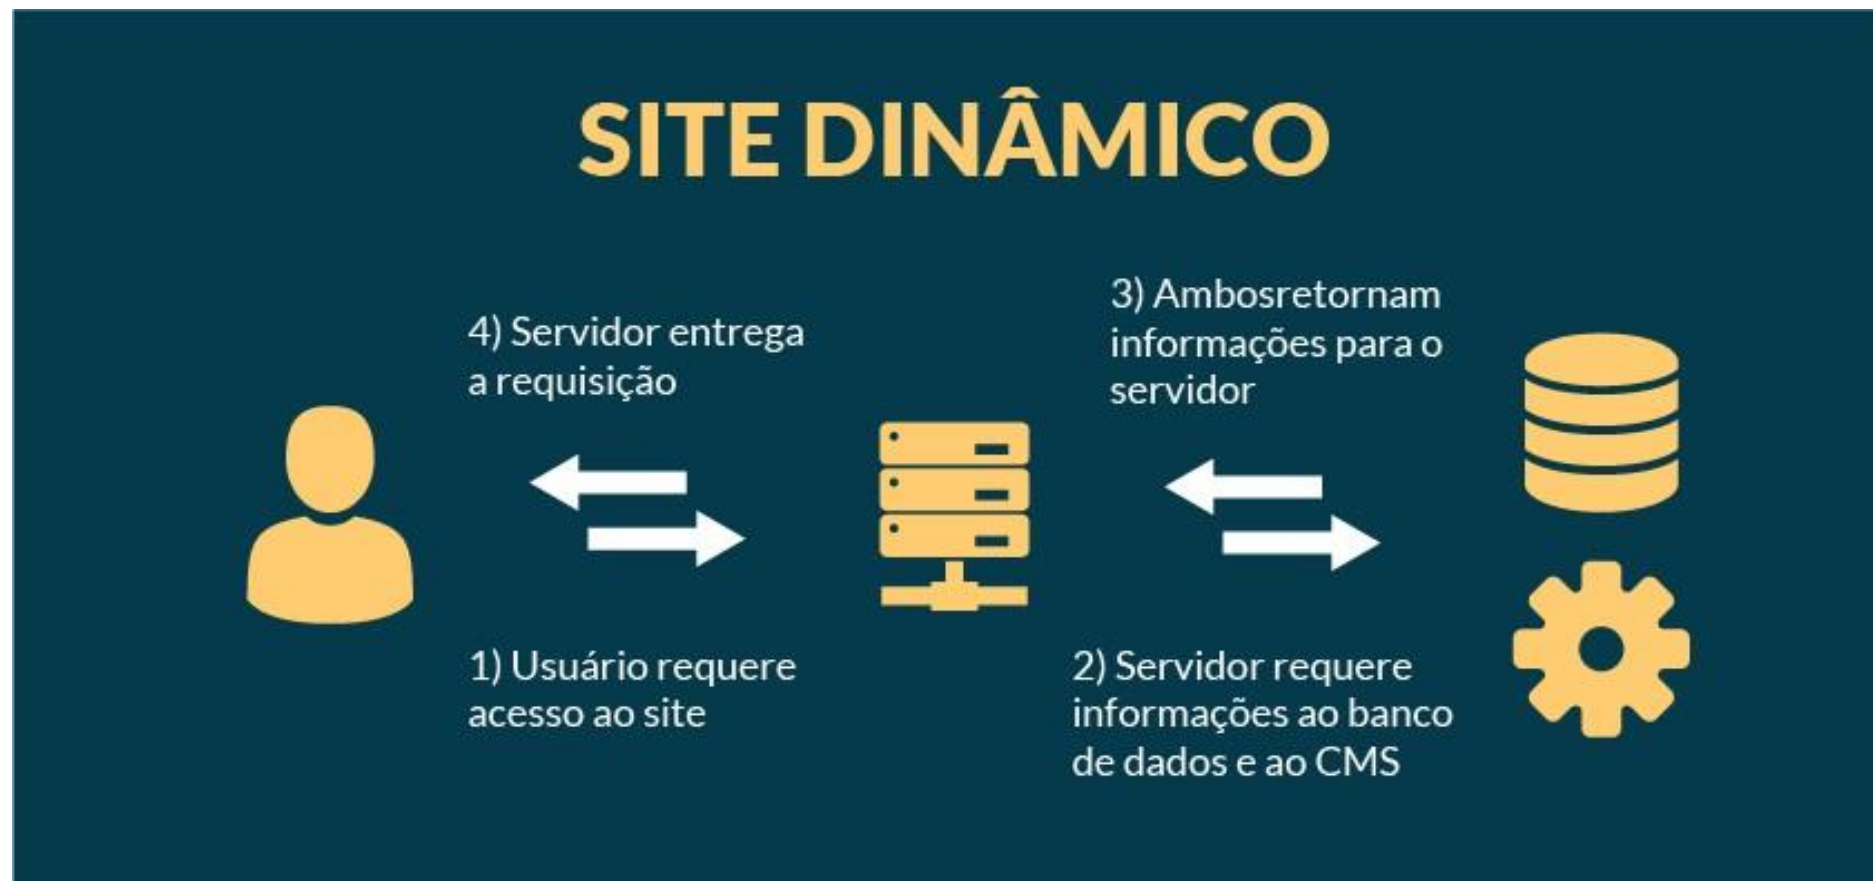 SITE DINÂMICO
4) Servidor entrega
a requisição
3) Ambosretornam
informações para o
servidor
1) Usuário requere
acesso ao site
2) Servidor requere
informações ao banco
de dados e ao CMS